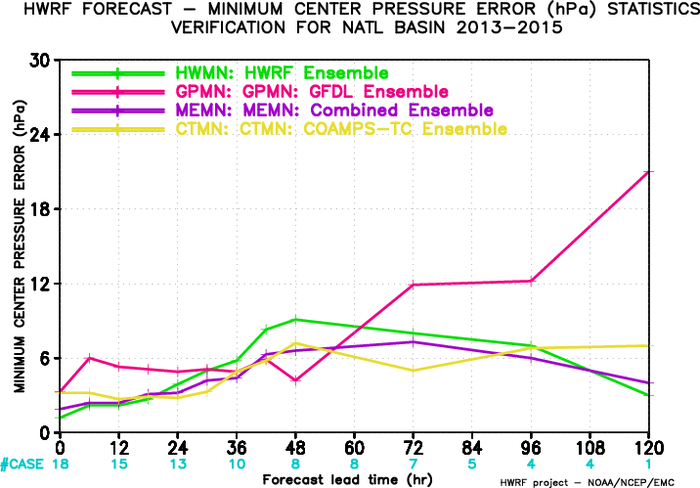 HWRF FORECAST – MINIMUM CENTER PRESSURE ERROR (hPa) STATISTICS
VERIFICATION FOR NATL BASIN 2013–2015
MINIMUM CENTER PRESSURE ERROR (hPa)
30
24
18
12
6
0
HWMN: HWRF Ensemble
GPMN: GPMN: GFDL Ensemble
MEMN: MEMN: Combined Ensemble
CTMN: CTMN: COAMPS–TC Ensemble
0 12 24 36 48 60 72 84 96 108 120
#CASE 18 15 13 10 8 8 7 5 4 4 1
Forecast lead time (hr)
HWRF project – NOAA/NCEP/EMC